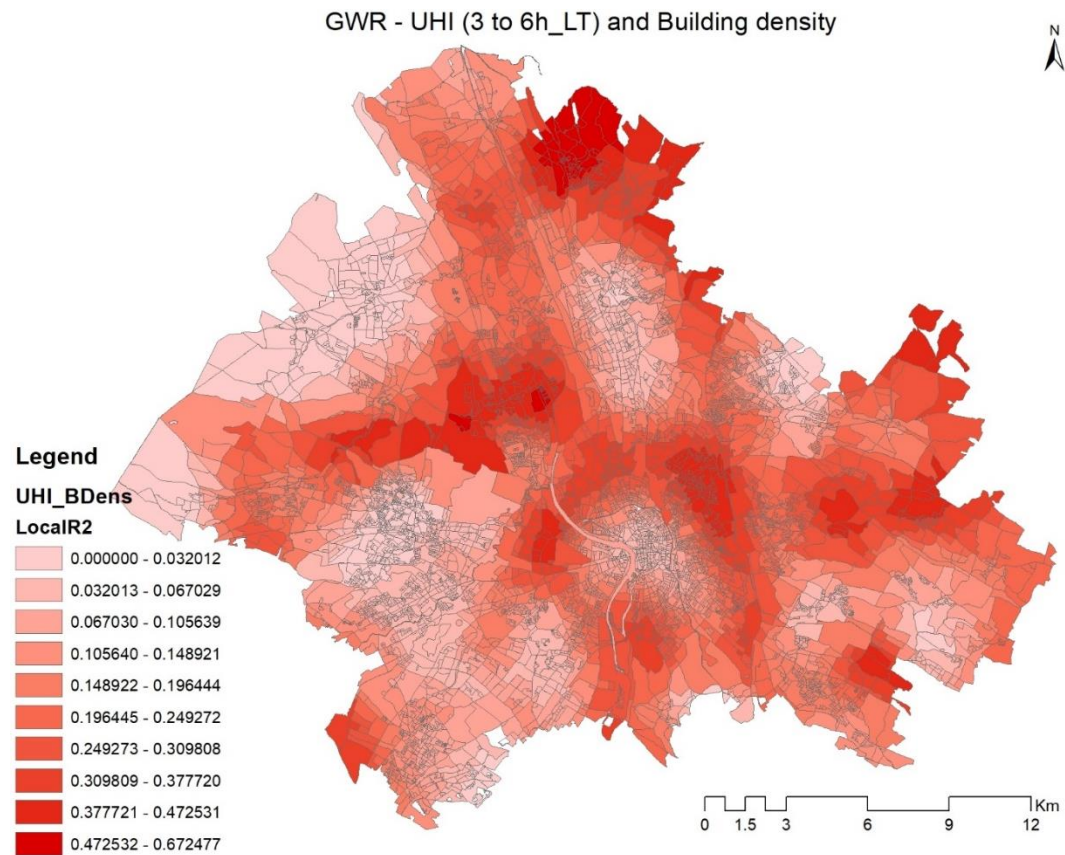 GWR - UHI (3 to 6h_LT) and Building density
N
Legend
UHI_BDens
LocalR2
0.000000 - 0.032012
0.032013 - 0.067029
0.067030 - 0.105639
0.105640 - 0.148921
0.148922 - 0.196444
0.196445 - 0.249272
0.249273 - 0.309808
0.309809 - 0.377720
0.377721 - 0.472531
0.472532 - 0.672477
Km
0 1.5 3 6 9 12